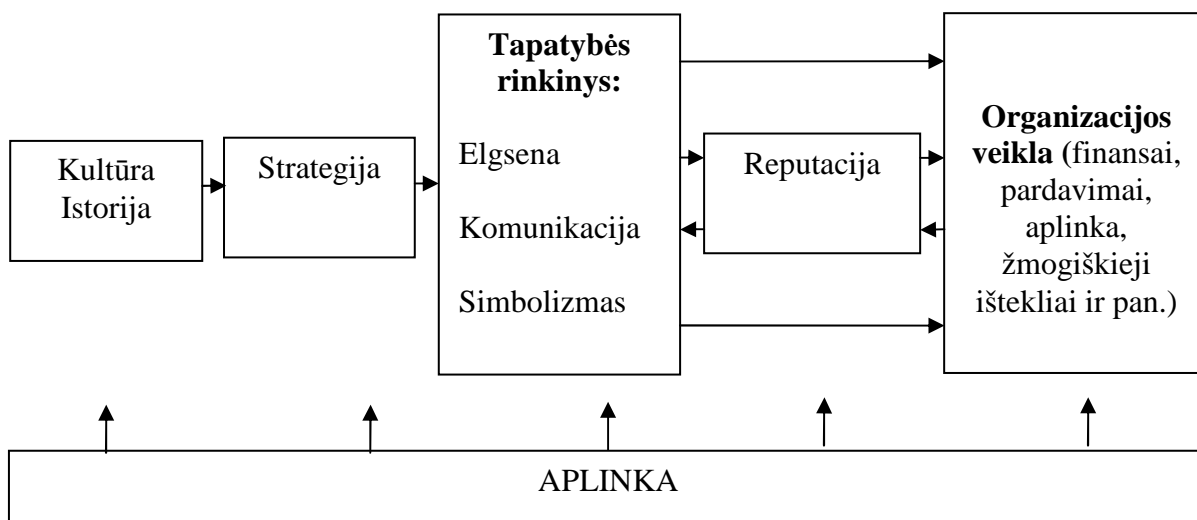 Kultūra
Istorija
Strategija
Tapatybės
rinkinys:
Elgsena
Komunikacija
Simbolizmas
Reputacija
Organizacijos
veikla (finansai,
pardavimai,
aplinka,
žmogiškieji
ištekliai ir pan.)
APLINKA